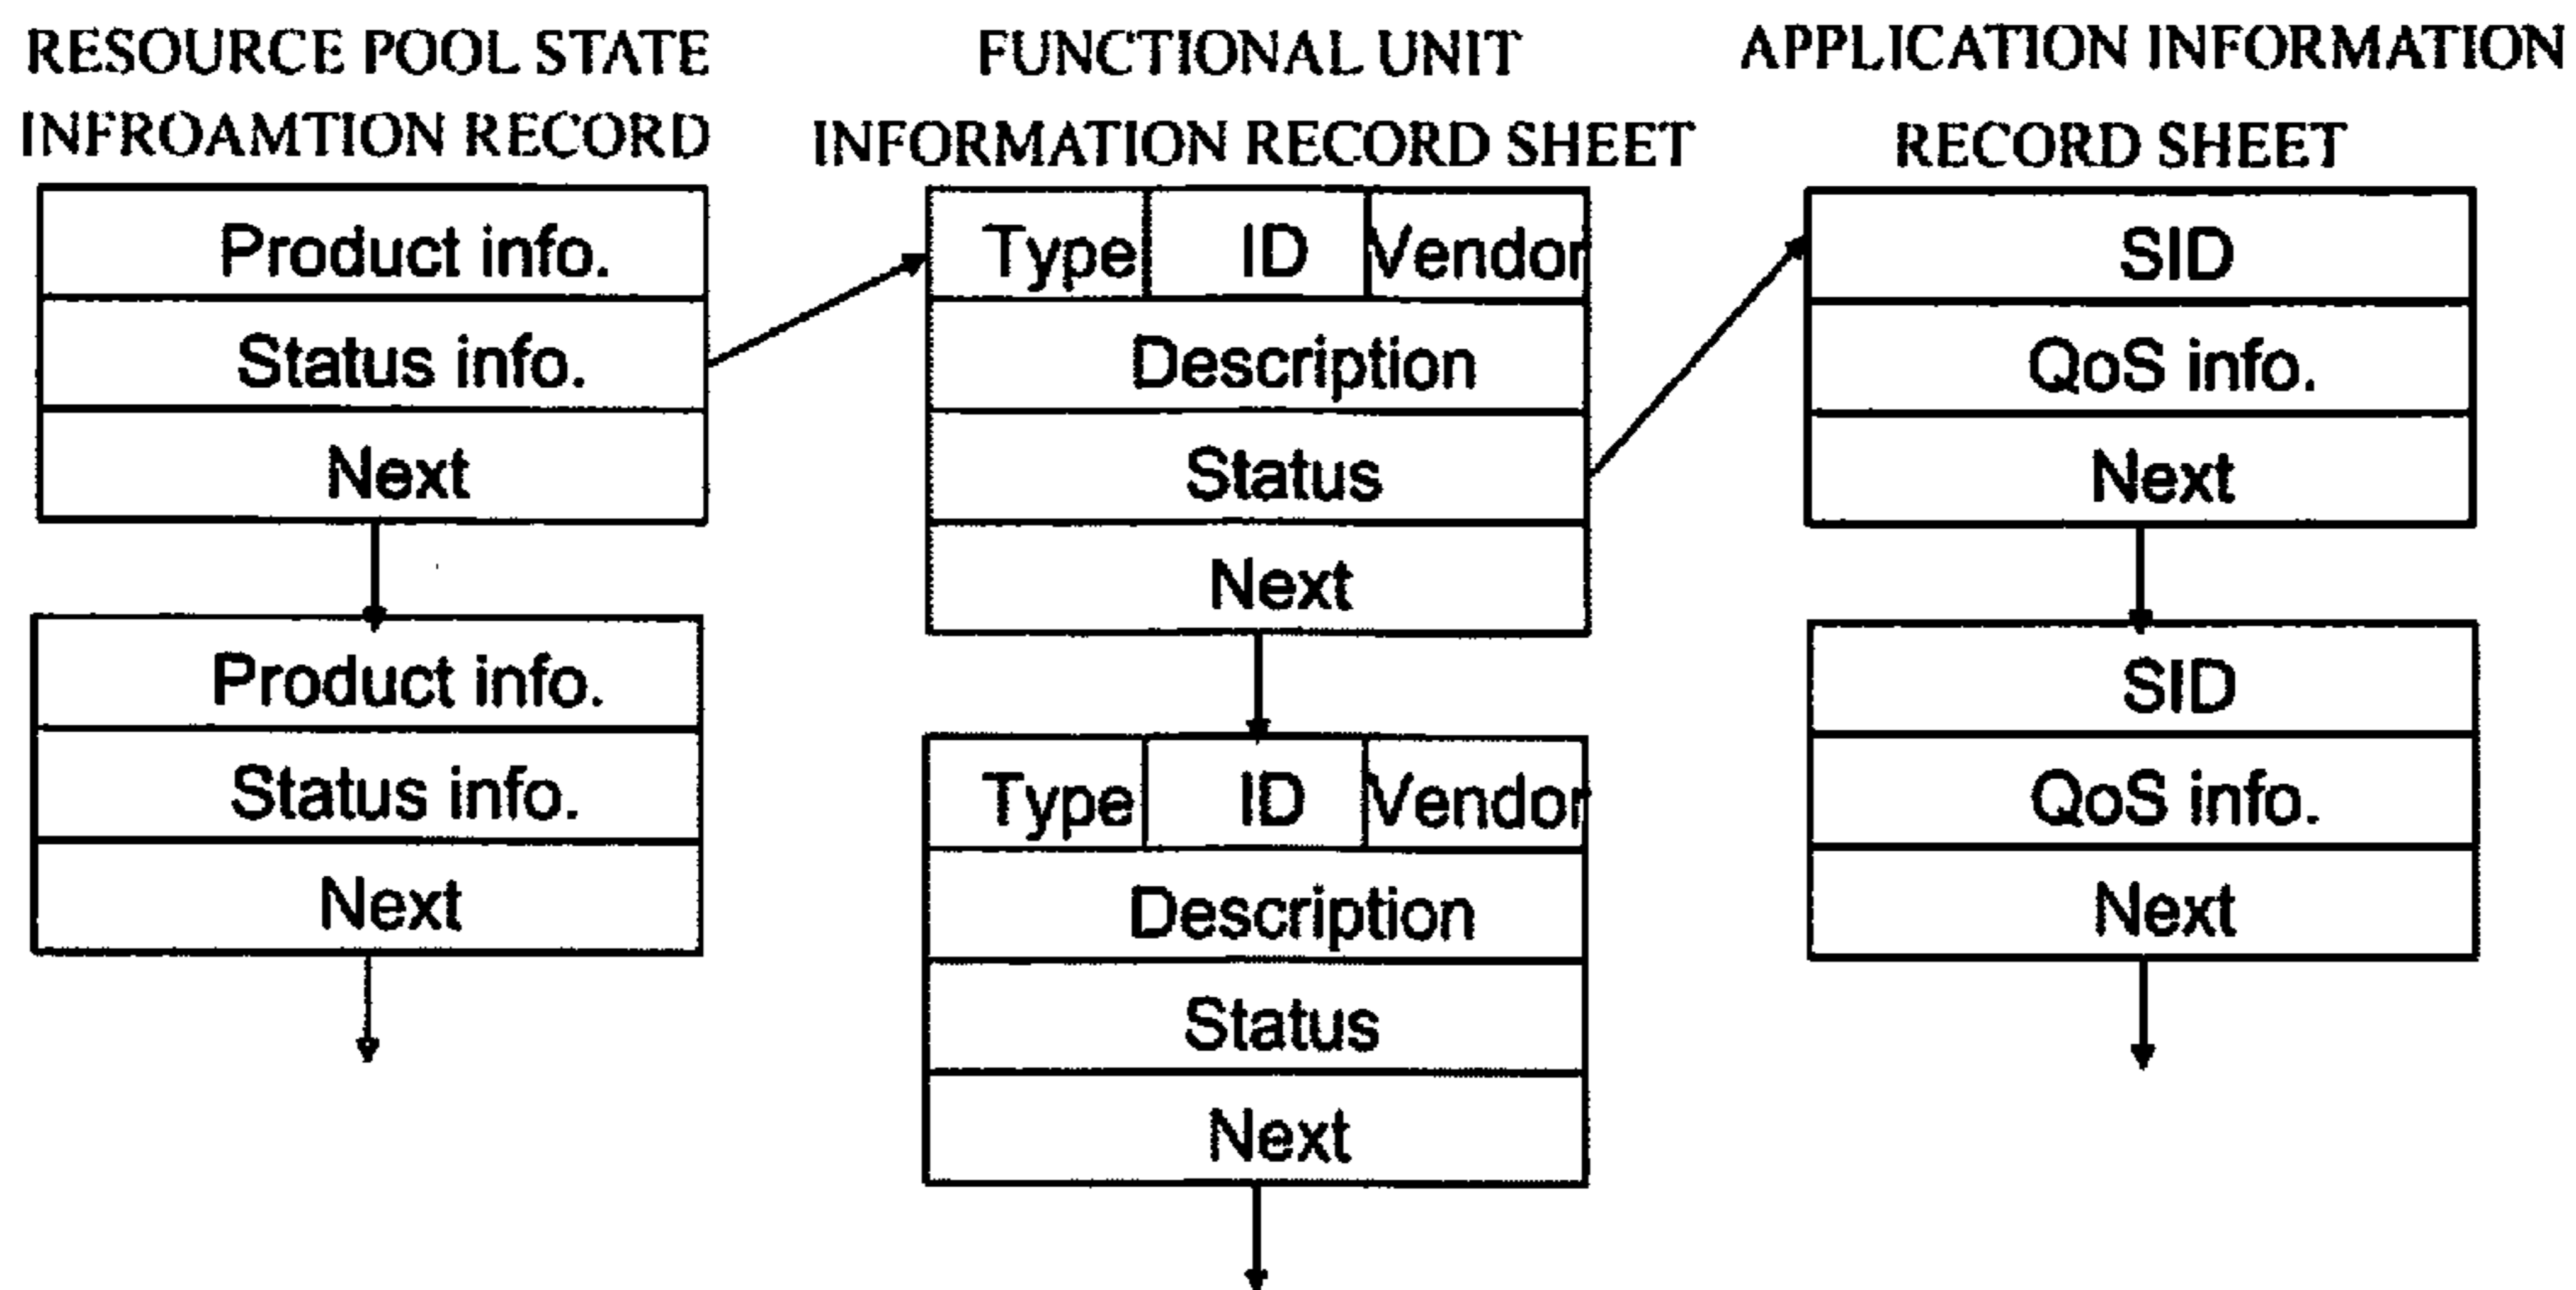 RESOURCE POOL STATE
INFROAMTION RECORD
Product info.
Status info.
Next
Product info.
Status info.
Next
FUNCTIONAL UNIT
INFORMATION RECORD SHEET
Type ID Vendor
Description
Status
Next
Type ID Vendor
Description
Status
Next
APPLICATION INFORMATION
RECORD SHEET
SID
QoS info.
Next
SID
QoS info.
Next